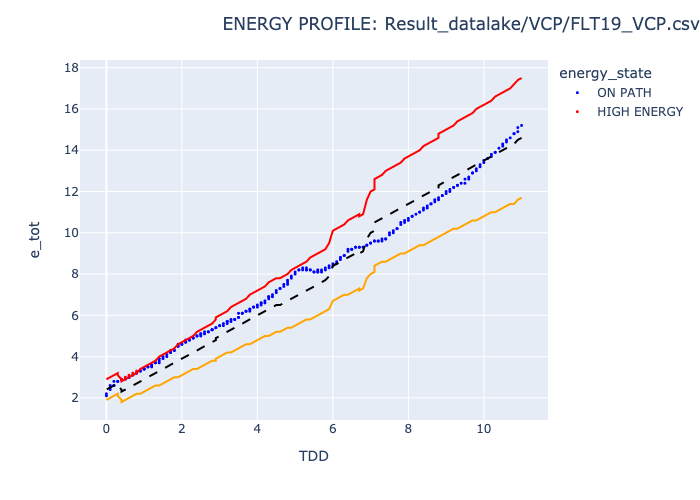 ENERGY PROFILE: Result_datalake/VCP/FLT19_VCP.csv
energy_state
ON PATH
HIGH ENERGY
e_tot
18
16
14
12
10
8
6
4
2
0
2
4
6
8
10
TDD